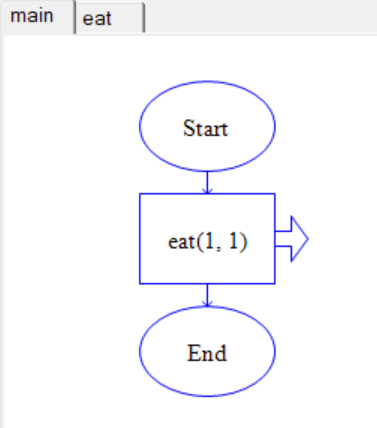 main eat
Start
eat(1, 1)
End